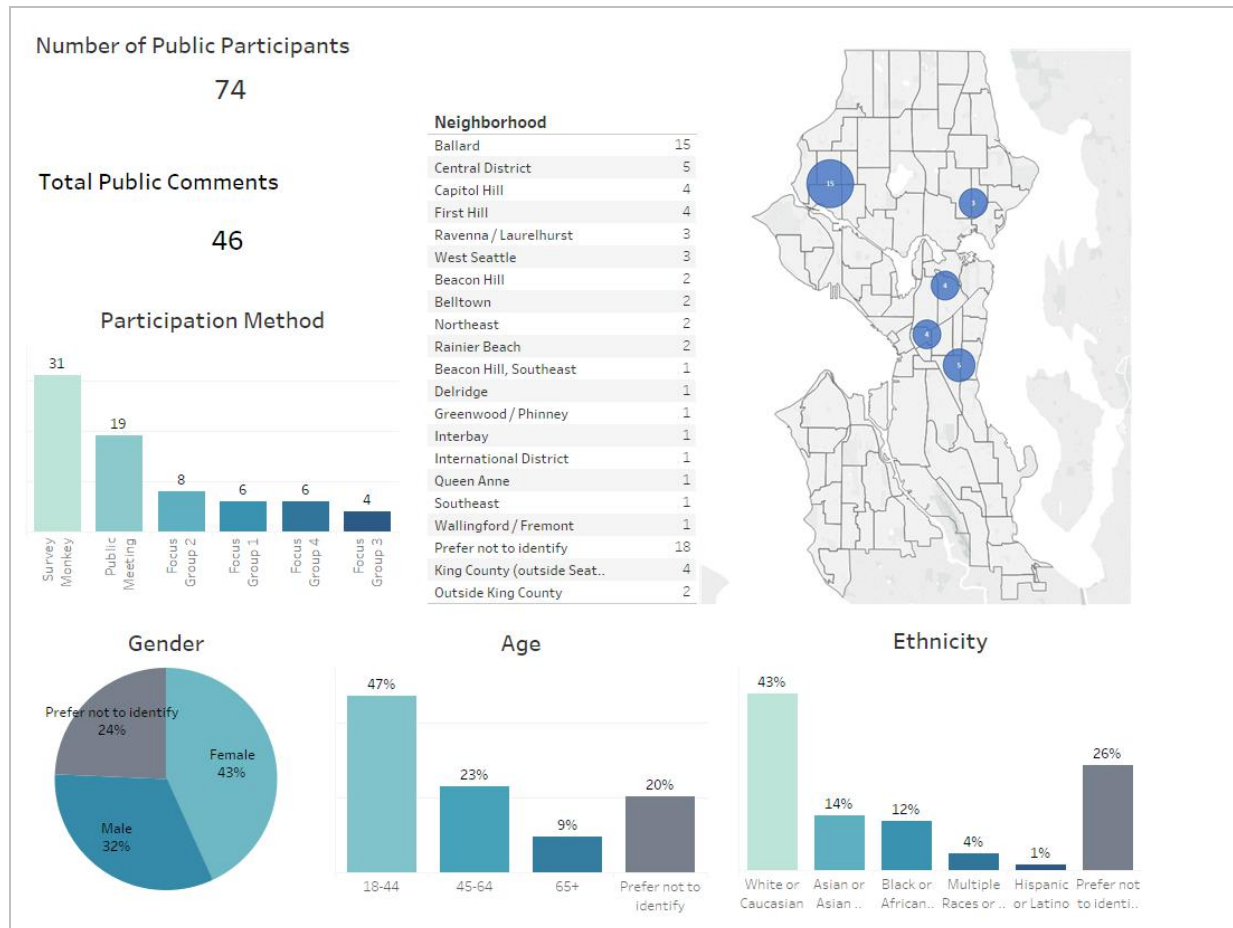 Number of Public Participants
74
Total Public Comments
46
Participation Method
31
19
8
6
6
4
Survey
Monkey
Public
Meeting
Focus
Group 2
Focus
Group 1
Focus
Group 4
Focus
Group 3
Neighborhood
Ballard 15
Central District 5
Capitol Hill 4
First Hill 4
Ravenna / Laurelhurst 3
West Seattle 3
Beacon Hill 2
Belltown 2
Northeast 2
Rainier Beach 2
Beacon Hill, Southeast 1
Delridge 1
Greenwood / Phinney 1
Interbay 1
International District 1
Queen Anne 1
Southeast 1
Wallingford / Fremont 1
Prefer not to identify 18
King County (outside Seat.. 4
Outside King County 2
15
3
4
4
5
Gender
Prefer not to identify
24%
Female
43%
Male
32%
Age
47%
23%
9%
20%
18-44
45-64
65+
Prefer not to
identify
Ethnicity
43%
14%
12%
4%
1%
26%
White or
Caucasian
Asian or
Asian ..
Black or
African..
Multiple
Races or ..
Hispanic
or Latino
Prefer not
to identi..